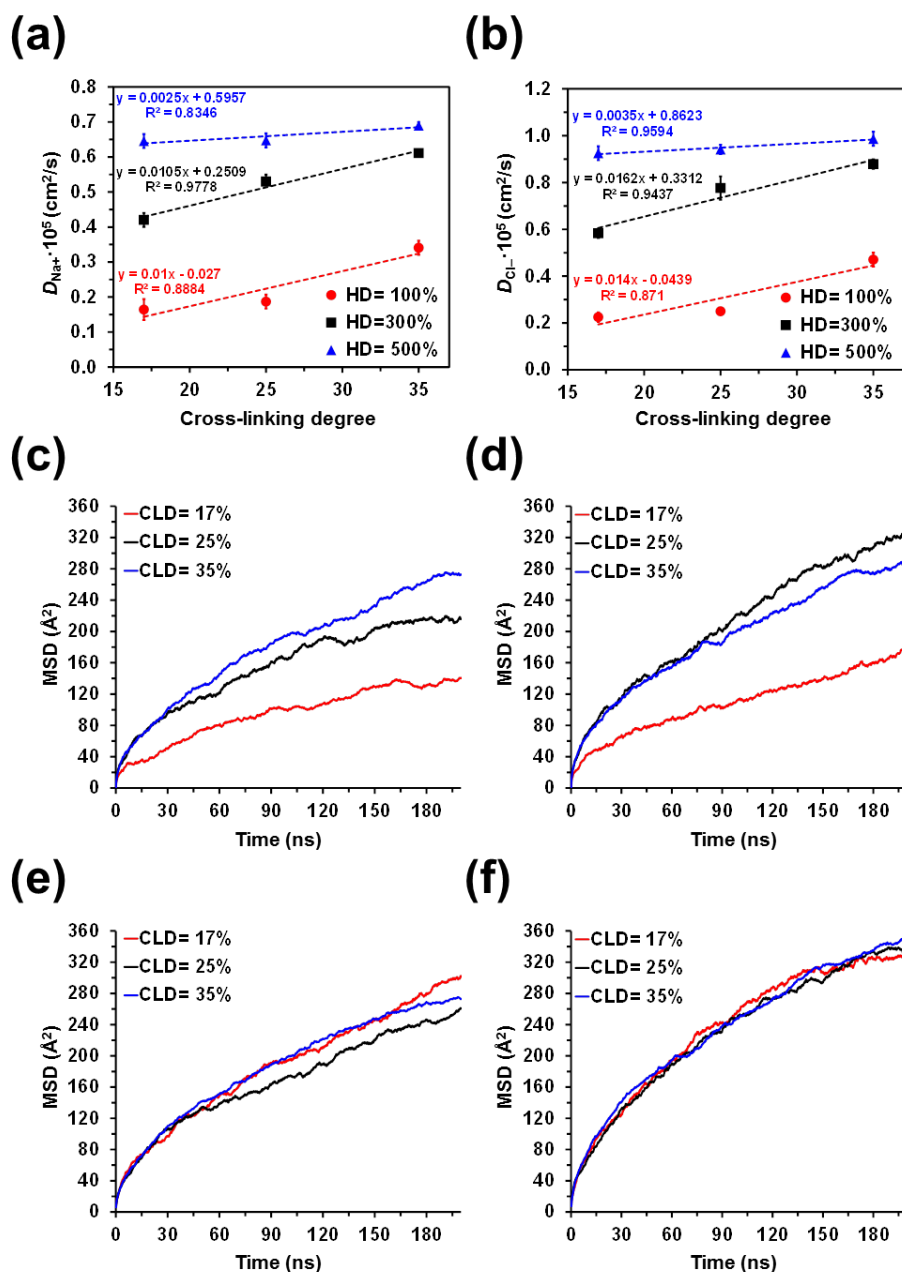 (a)
0.8
0.7
0.6
0.5
0.4
0.3
0.2
0.1
0.0
D_Na+·10⁵ (cm²/s)
y = 0.0025x + 0.5957
R² = 0.8346
y = 0.0105x + 0.2509
R² = 0.9778
y = 0.01x - 0.027
R² = 0.8884
HD= 100%
HD=300%
HD= 500%
15 20 25 30 35
Cross-linking degree
(b)
1.2
1.0
0.8
0.6
0.4
0.2
0.0
D_Cl–·10⁵ (cm²/s)
y = 0.0035x + 0.8623
R² = 0.9594
y = 0.0162x + 0.3312
R² = 0.9437
y = 0.014x - 0.0439
R² = 0.871
HD= 100%
HD=300%
HD= 500%
15 20 25 30 35
Cross-linking degree
(c)
360
320
280
240
200
160
120
80
40
0
MSD (Å²)
CLD= 17%
CLD= 25%
CLD= 35%
0 30 60 90 120 150 180
Time (ns)
(d)
360
320
280
240
200
160
120
80
40
0
MSD (Å²)
CLD= 17%
CLD= 25%
CLD= 35%
0 30 60 90 120 150 180
Time (ns)
(e)
360
320
280
240
200
160
120
80
40
0
MSD (Å²)
CLD= 17%
CLD= 25%
CLD= 35%
0 30 60 90 120 150 180
Time (ns)
(f)
360
320
280
240
200
160
120
80
40
0
MSD (Å²)
CLD= 17%
CLD= 25%
CLD= 35%
0 30 60 90 120 150 180
Time (ns)